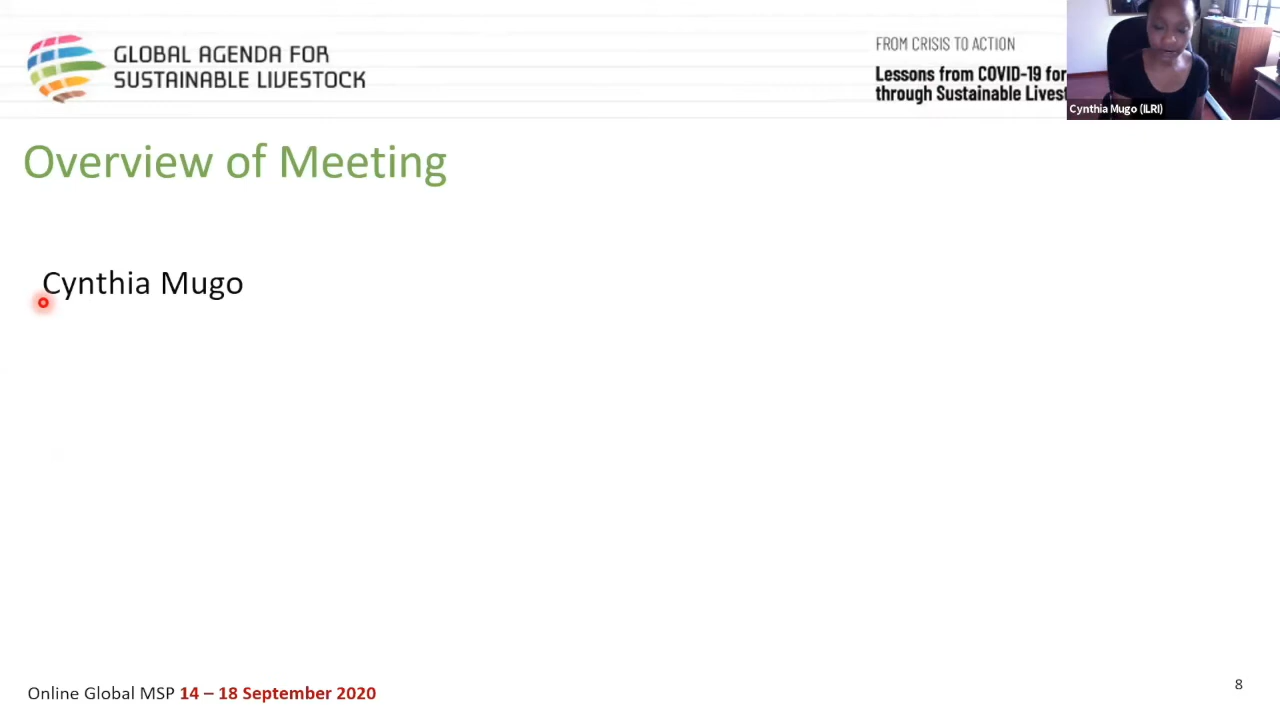 GLOBAL AGENDA FOR
SUSTAINABLE LIVESTOCK
FROM CRISIS TO ACTION
Lessons from COVID-19 for
through Sustainable
Cynthia Mugo (ILRI)
Overview of Meeting
Cynthia Mugo
Online Global MSP 14 – 18 September 2020
8